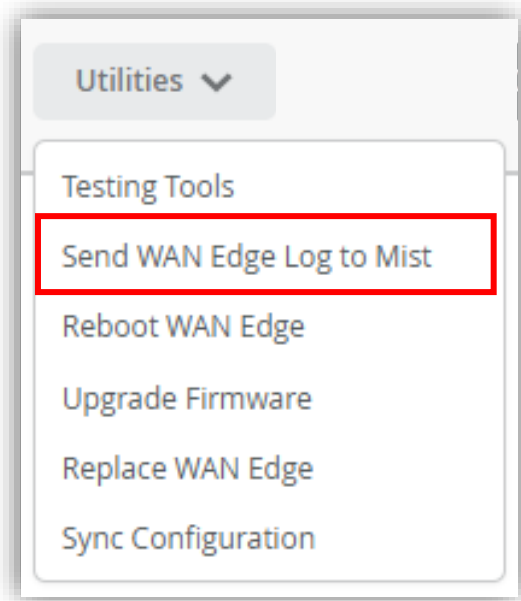 Utilities
Testing Tools
Send WAN Edge Log to Mist
Reboot WAN Edge
Upgrade Firmware
Replace WAN Edge
Sync Configuration